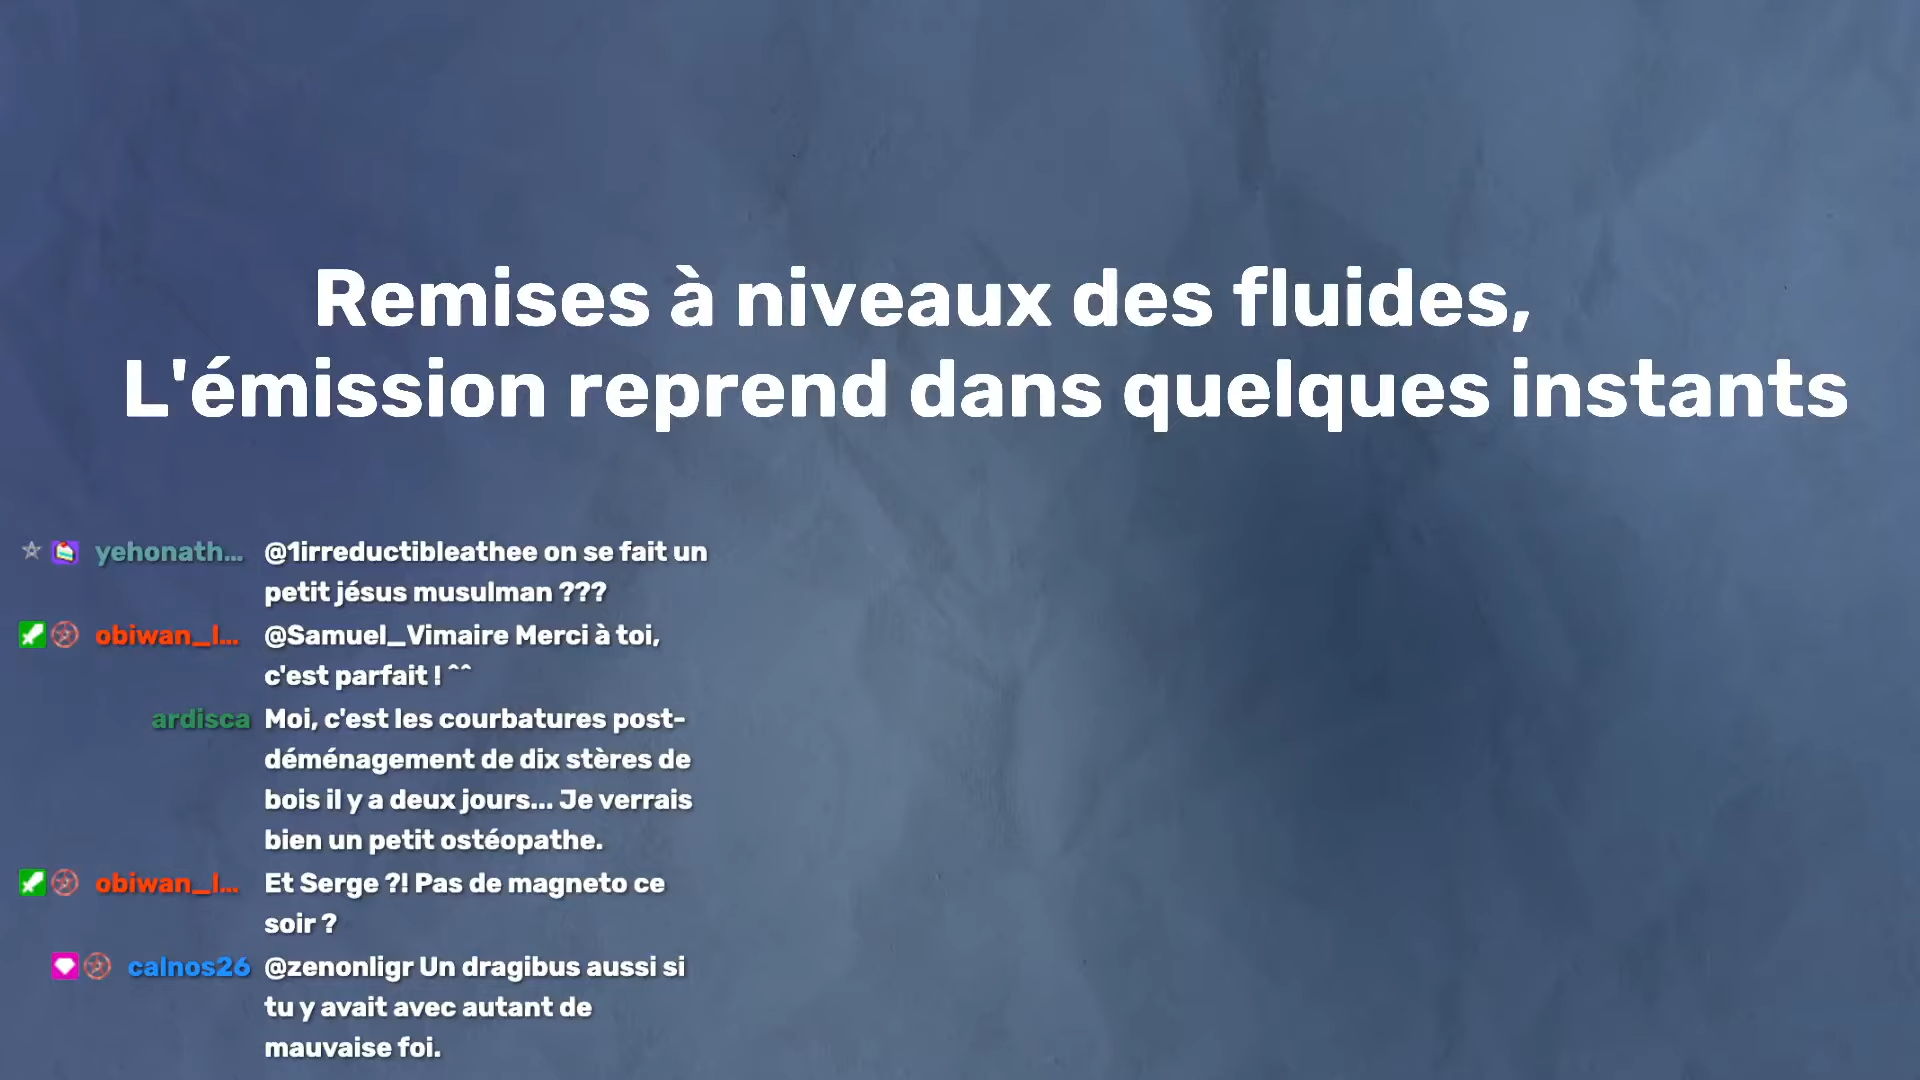 Remises à niveaux des fluides,
L'émission reprend dans quelques instants
yehonath... @1irreductibleathee on se fait un
petit jésus musulman ???
obiwan_l... @Samuel_Vimaire Merci à toi,
c'est parfait ! ^^
ardisca Moi, c'est les courbatures post-
déménagement de dix stères de
bois il y a deux jours... Je verrais
bien un petit ostéopathe.
obiwan_l... Et Serge ?! Pas de magneto ce
soir ?
calnos26 @zenonligr Un dragibus aussi si
tu y avait avec autant de
mauvaise foi.